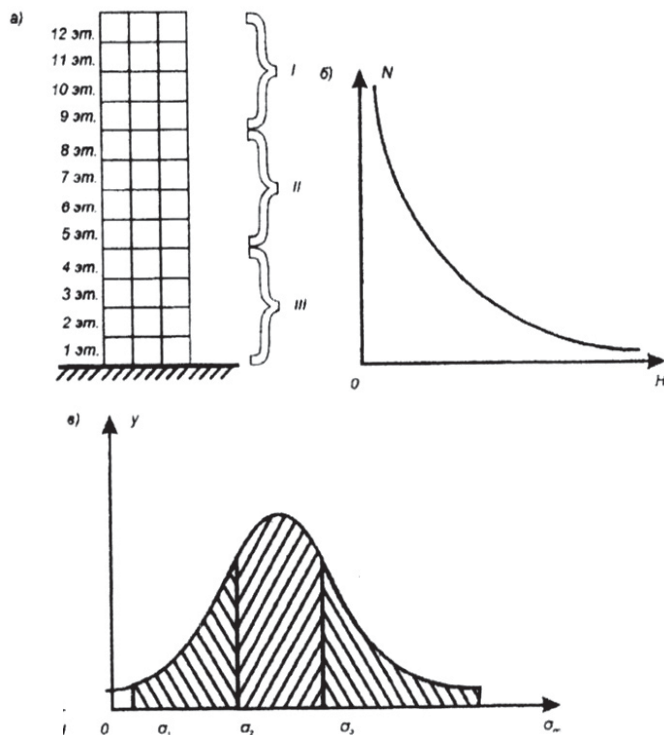 а)
12 эт.
11 эт.
10 эт.
9 эт.
8 эт.
7 эт.
6 эт.
5 эт.
4 эт.
3 эт.
2 эт.
1 эт.
I
II
III
б)
N
0
H
в)
y
0
σ₁
σ₂
σ₃